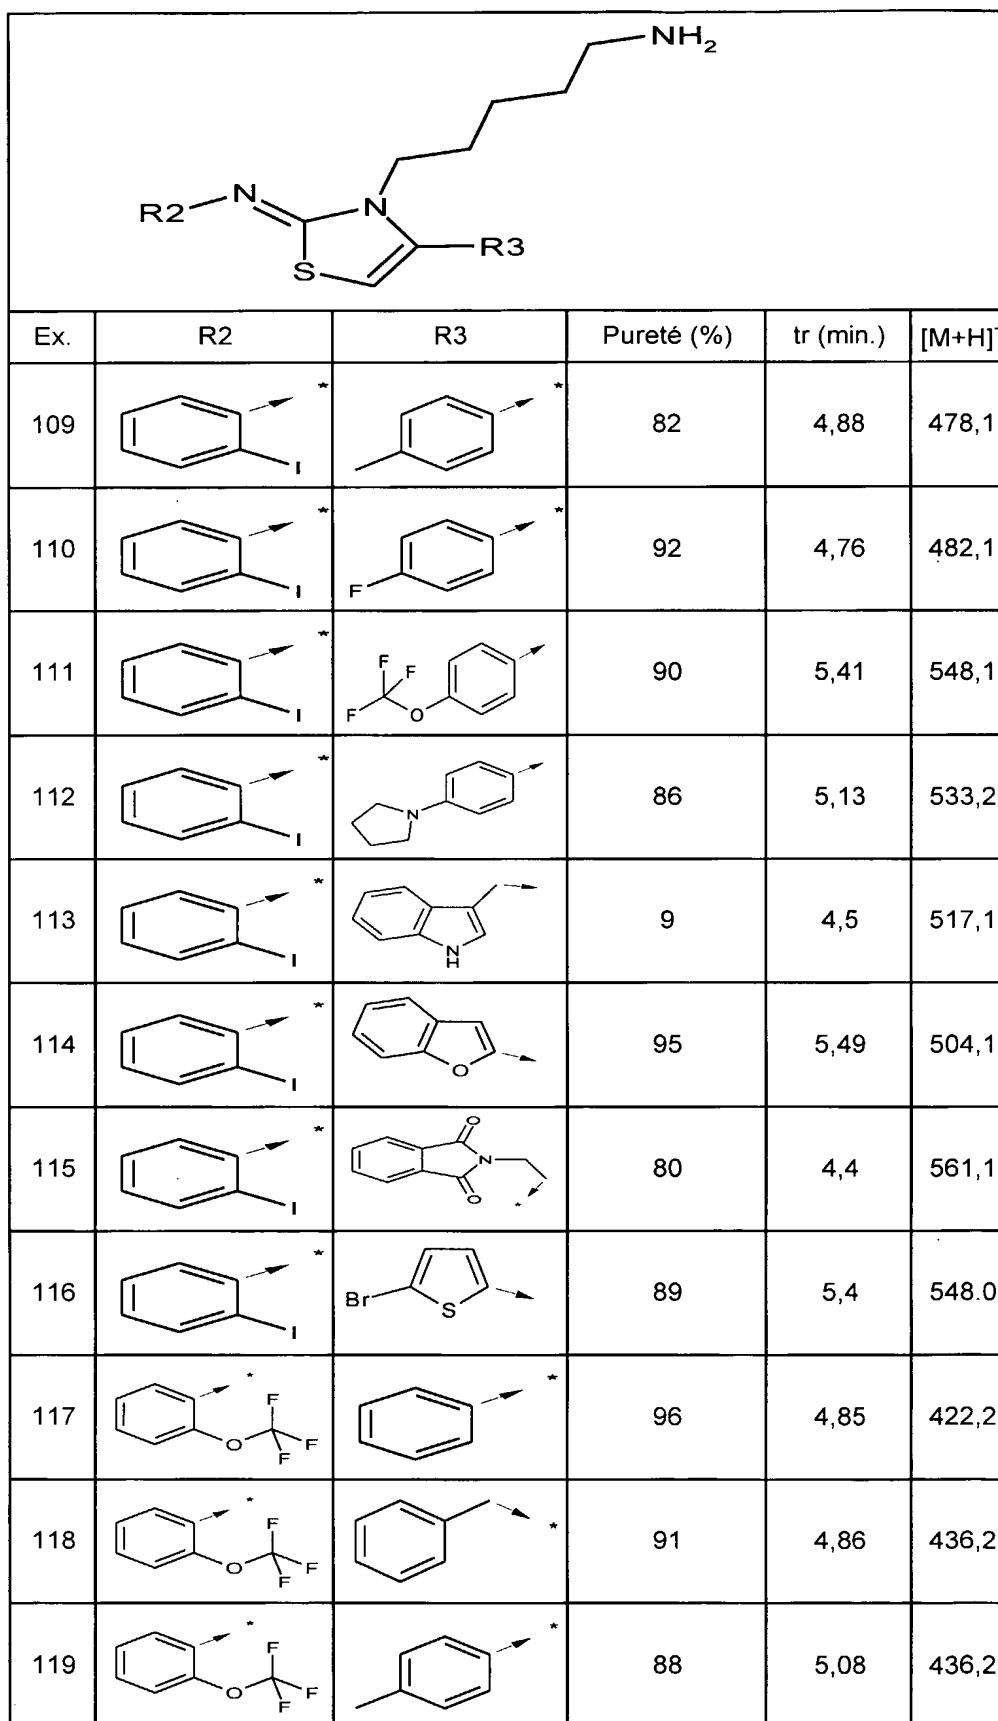 NH2
R2 N N
R3
S
Ex. R2 R3 Pureté (%) tr (min.) [M+H]+
* *
109 I 82 4,88 478,1
* *
110 I F 92 4,76 482,1
*
111 I F F F O 90 5,41 548,1
*
112 I N 86 5,13 533,2
*
113 I N H 9 4,5 517,1
*
114 I O 95 5,49 504,1
*
115 I O N O * 80 4,4 561,1
*
116 I Br S 89 5,4 548.0
* *
117 O F F F 96 4,85 422,2
* *
118 O F F F 91 4,86 436,2
* *
119 O F F F 88 5,08 436,2